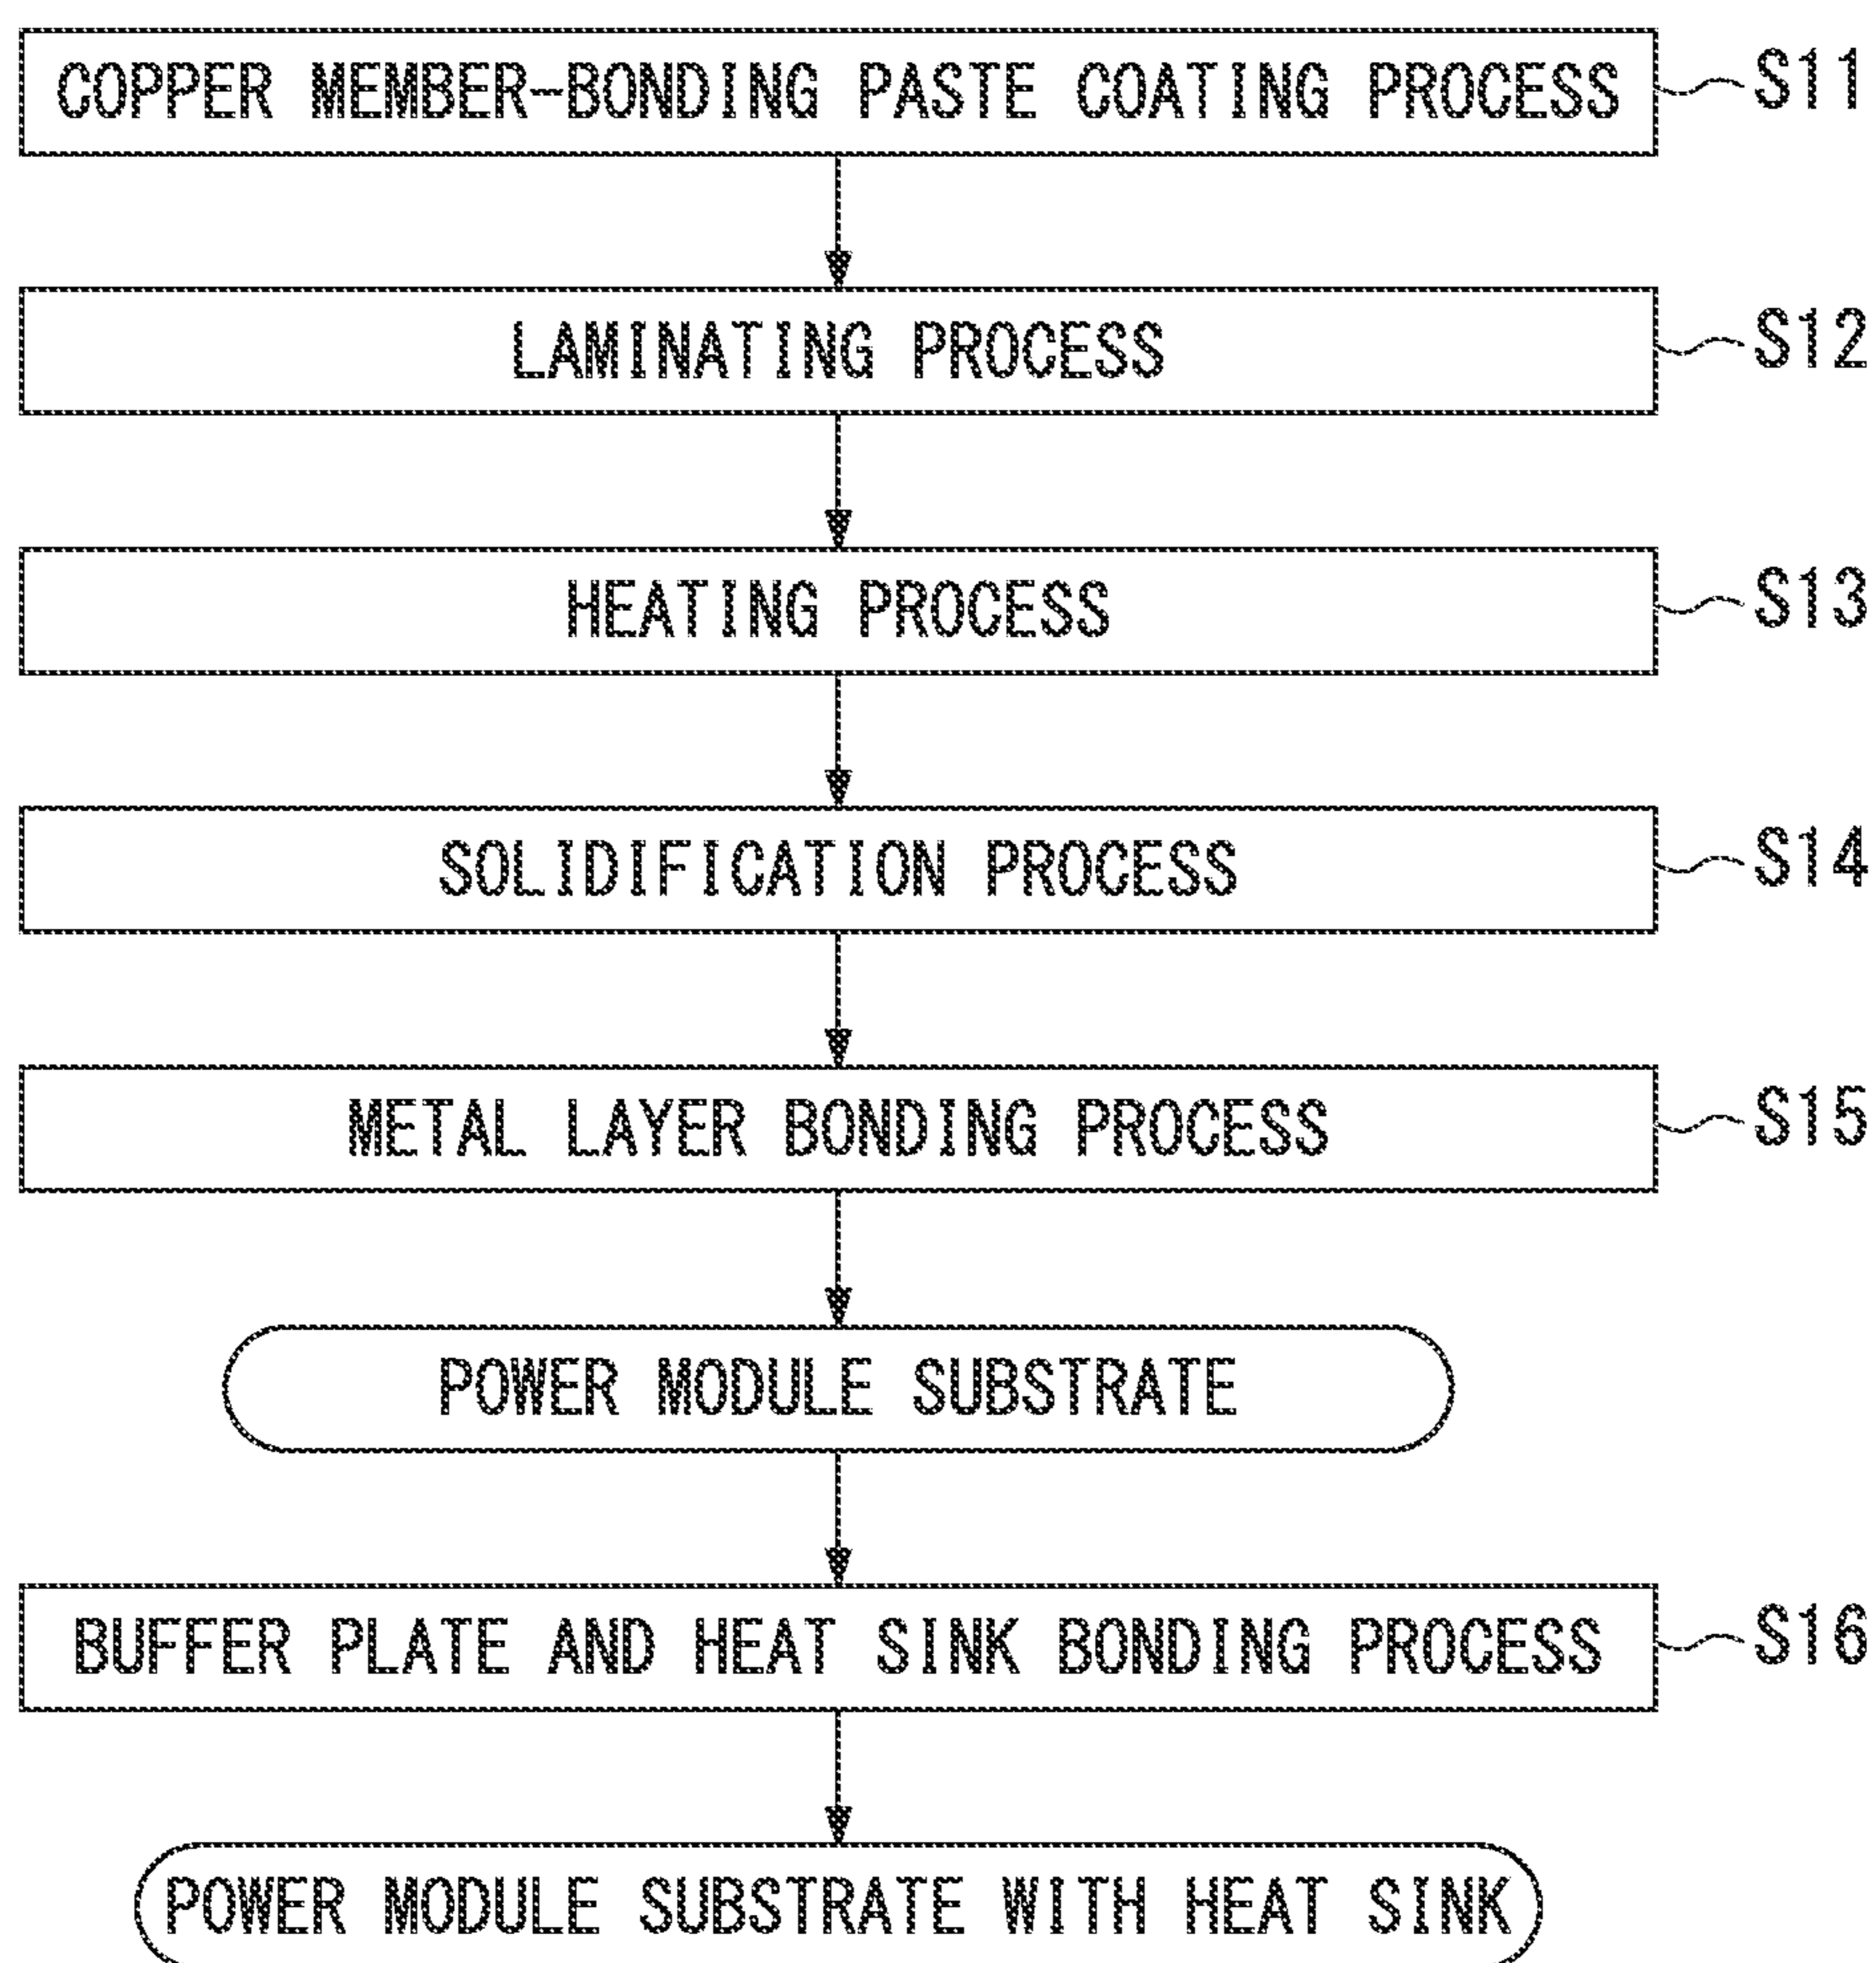 COPPER MEMBER-BONDING PASTE COATING PROCESS S11
LAMINATING PROCESS S12
HEATING PROCESS S13
SOLIDIFICATION PROCESS S14
METAL LAYER BONDING PROCESS S15
POWER MODULE SUBSTRATE
BUFFER PLATE AND HEAT SINK BONDING PROCESS S16
POWER MODULE SUBSTRATE WITH HEAT SINK